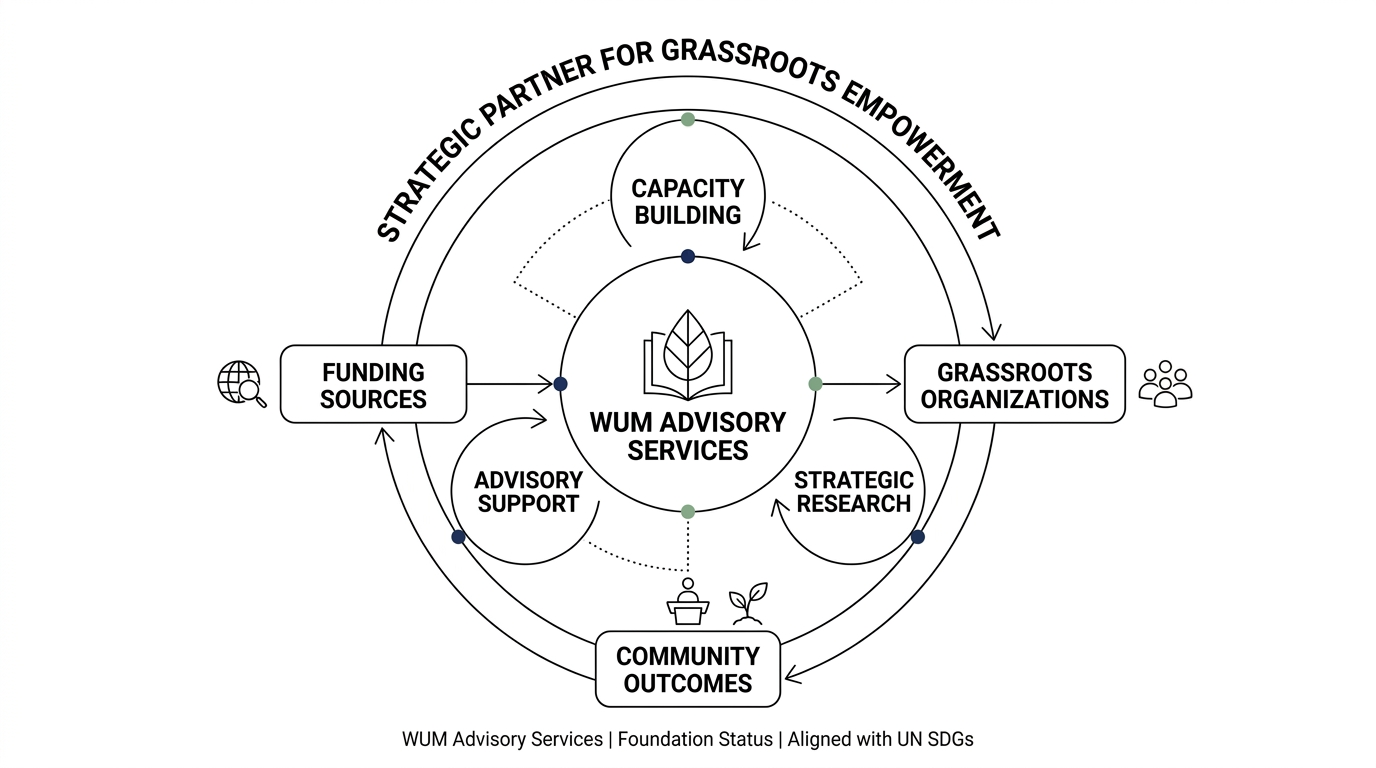 STRATEGIC PARTNER FOR GRASSROOTS EMPOWERMENT
CAPACITY
BUILDING
FUNDING
SOURCES
WUM ADVISORY
SERVICES
GRASSROOTS
ORGANIZATIONS
ADVISORY
SUPPORT
STRATEGIC
RESEARCH
COMMUNITY
OUTCOMES
WUM Advisory Services | Foundation Status | Aligned with UN SDGs